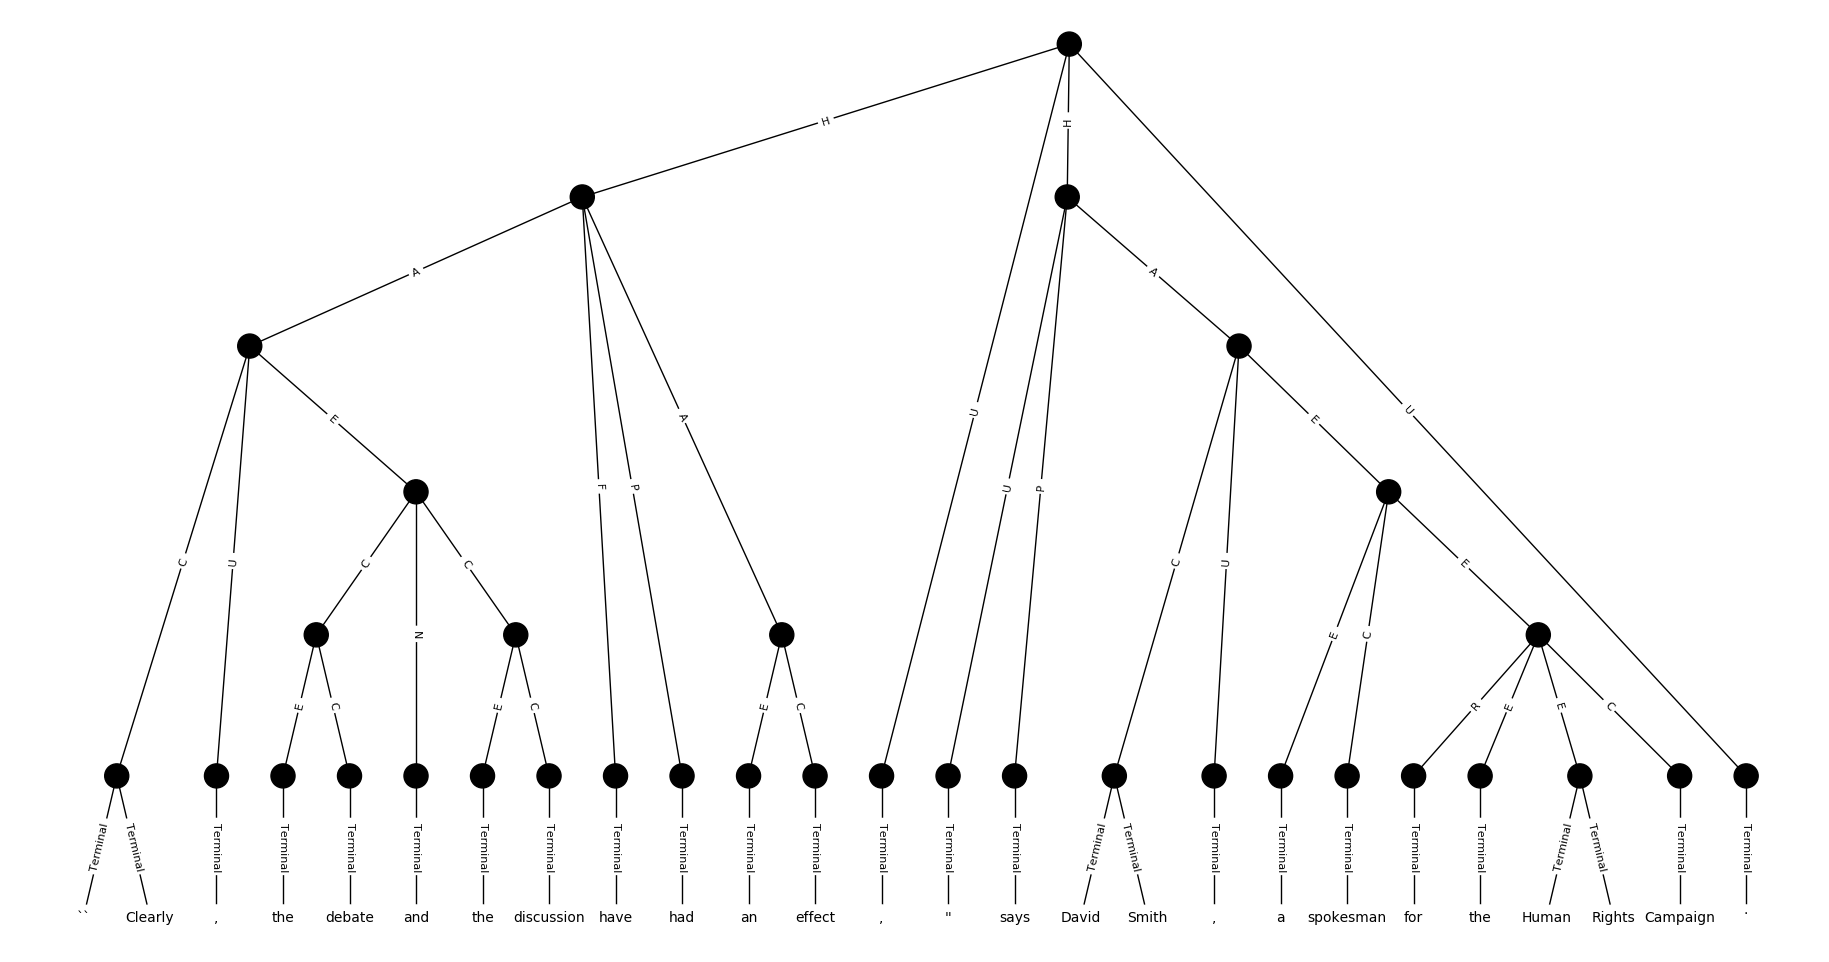 H
H
A
A
E
A
U
U
E
F
P
U
P
C
U
C
C
C
U
E
N
E
C
E
C
E
C
E
C
R
E
E
C
Terminal Terminal Terminal Terminal Terminal Terminal Terminal Terminal Terminal Terminal Terminal Terminal Terminal Terminal Terminal Terminal Terminal Terminal Terminal Terminal Terminal Terminal Terminal Terminal Terminal Terminal
`` Clearly , the debate and the discussion have had an effect , " says David Smith , a spokesman for the Human Rights Campaign .